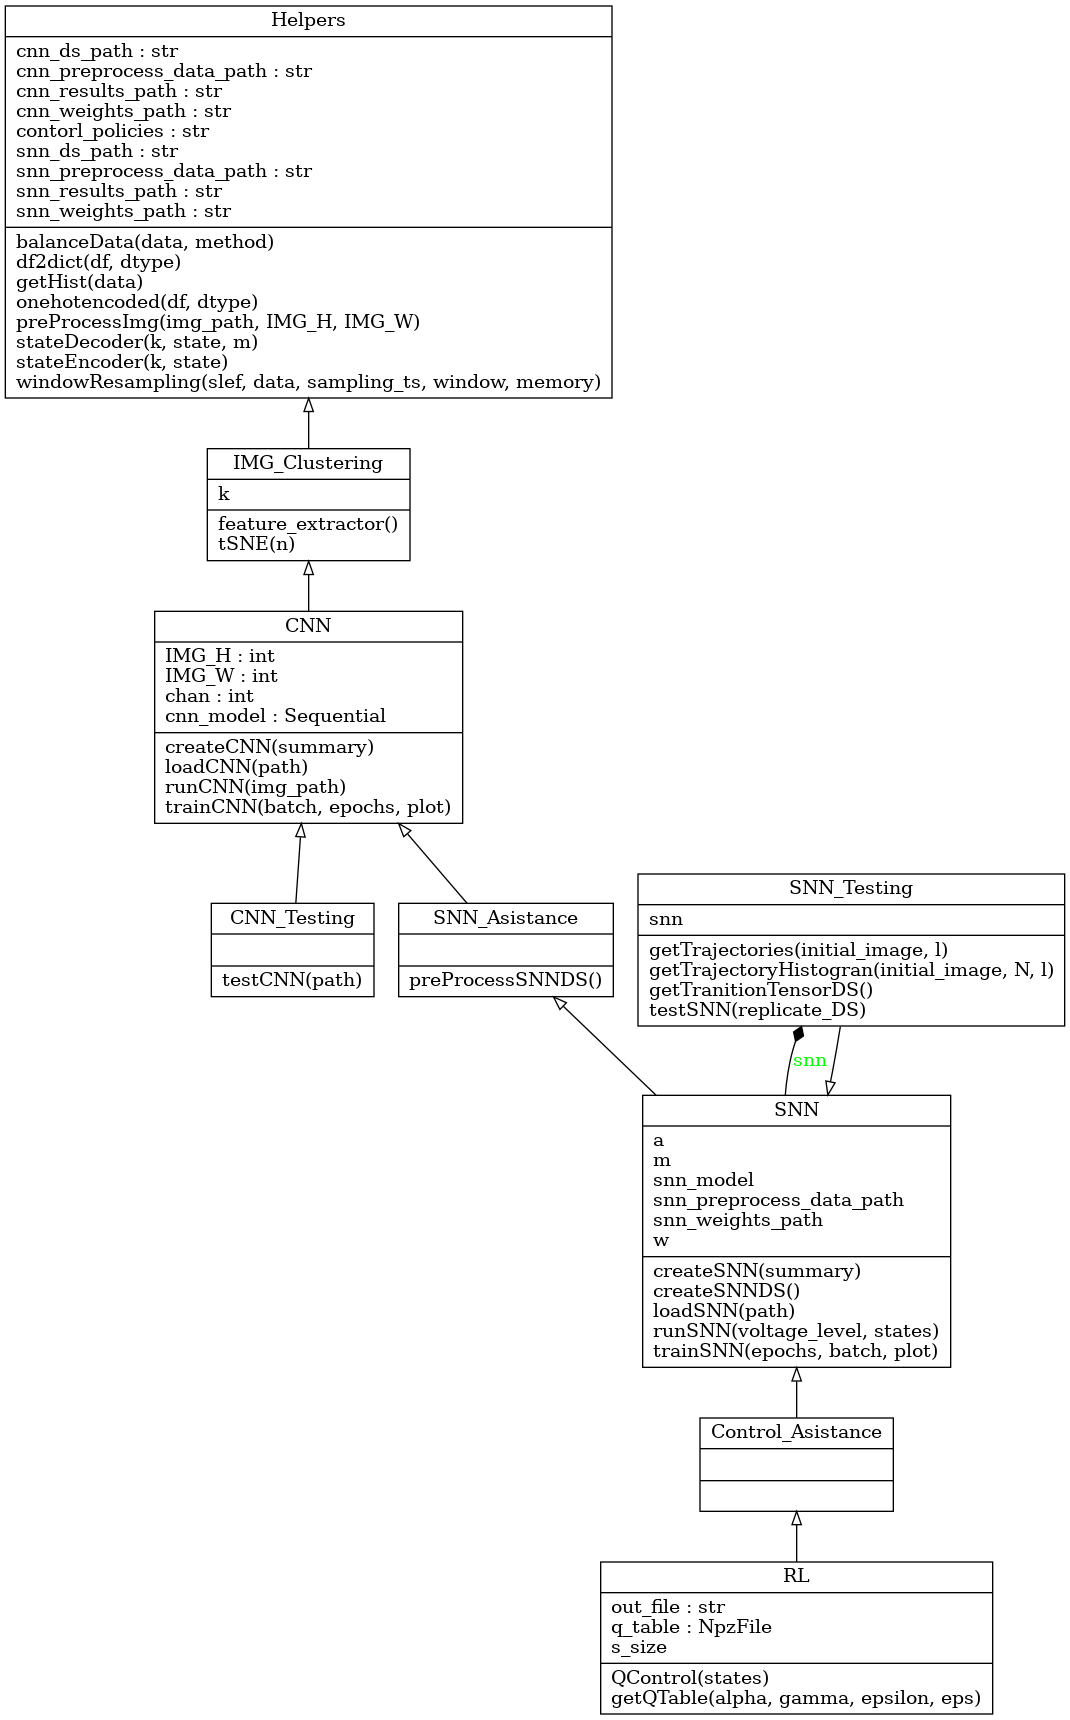 Helpers
cnn_ds_path : str
cnn_preprocess_data_path : str
cnn_results_path : str
cnn_weights_path : str
contorl_policies : str
snn_ds_path : str
snn_preprocess_data_path : str
snn_results_path : str
snn_weights_path : str
balanceData(data, method)
df2dict(df, dtype)
getHist(data)
onehotencoded(df, dtype)
preProcessImg(img_path, IMG_H, IMG_W)
stateDecoder(k, state, m)
stateEncoder(k, state)
windowResampling(slef, data, sampling_ts, window, memory)
IMG_Clustering
k
feature_extractor()
tSNE(n)
CNN
IMG_H : int
IMG_W : int
chan : int
cnn_model : Sequential
createCNN(summary)
loadCNN(path)
runCNN(img_path)
trainCNN(batch, epochs, plot)
CNN_Testing
testCNN(path)
SNN_Asistance
preProcessSNNDS()
SNN_Testing
snn
getTrajectories(initial_image, l)
getTrajectoryHistogran(initial_image, N, l)
getTranitionTensorDS()
testSNN(replicate_DS)
snn
SNN
a
m
snn_model
snn_preprocess_data_path
snn_weights_path
w
createSNN(summary)
createSNNDS()
loadSNN(path)
runSNN(voltage_level, states)
trainSNN(epochs, batch, plot)
Control_Asistance
RL
out_file : str
q_table : NpzFile
s_size
QControl(states)
getQTable(alpha, gamma, epsilon, eps)